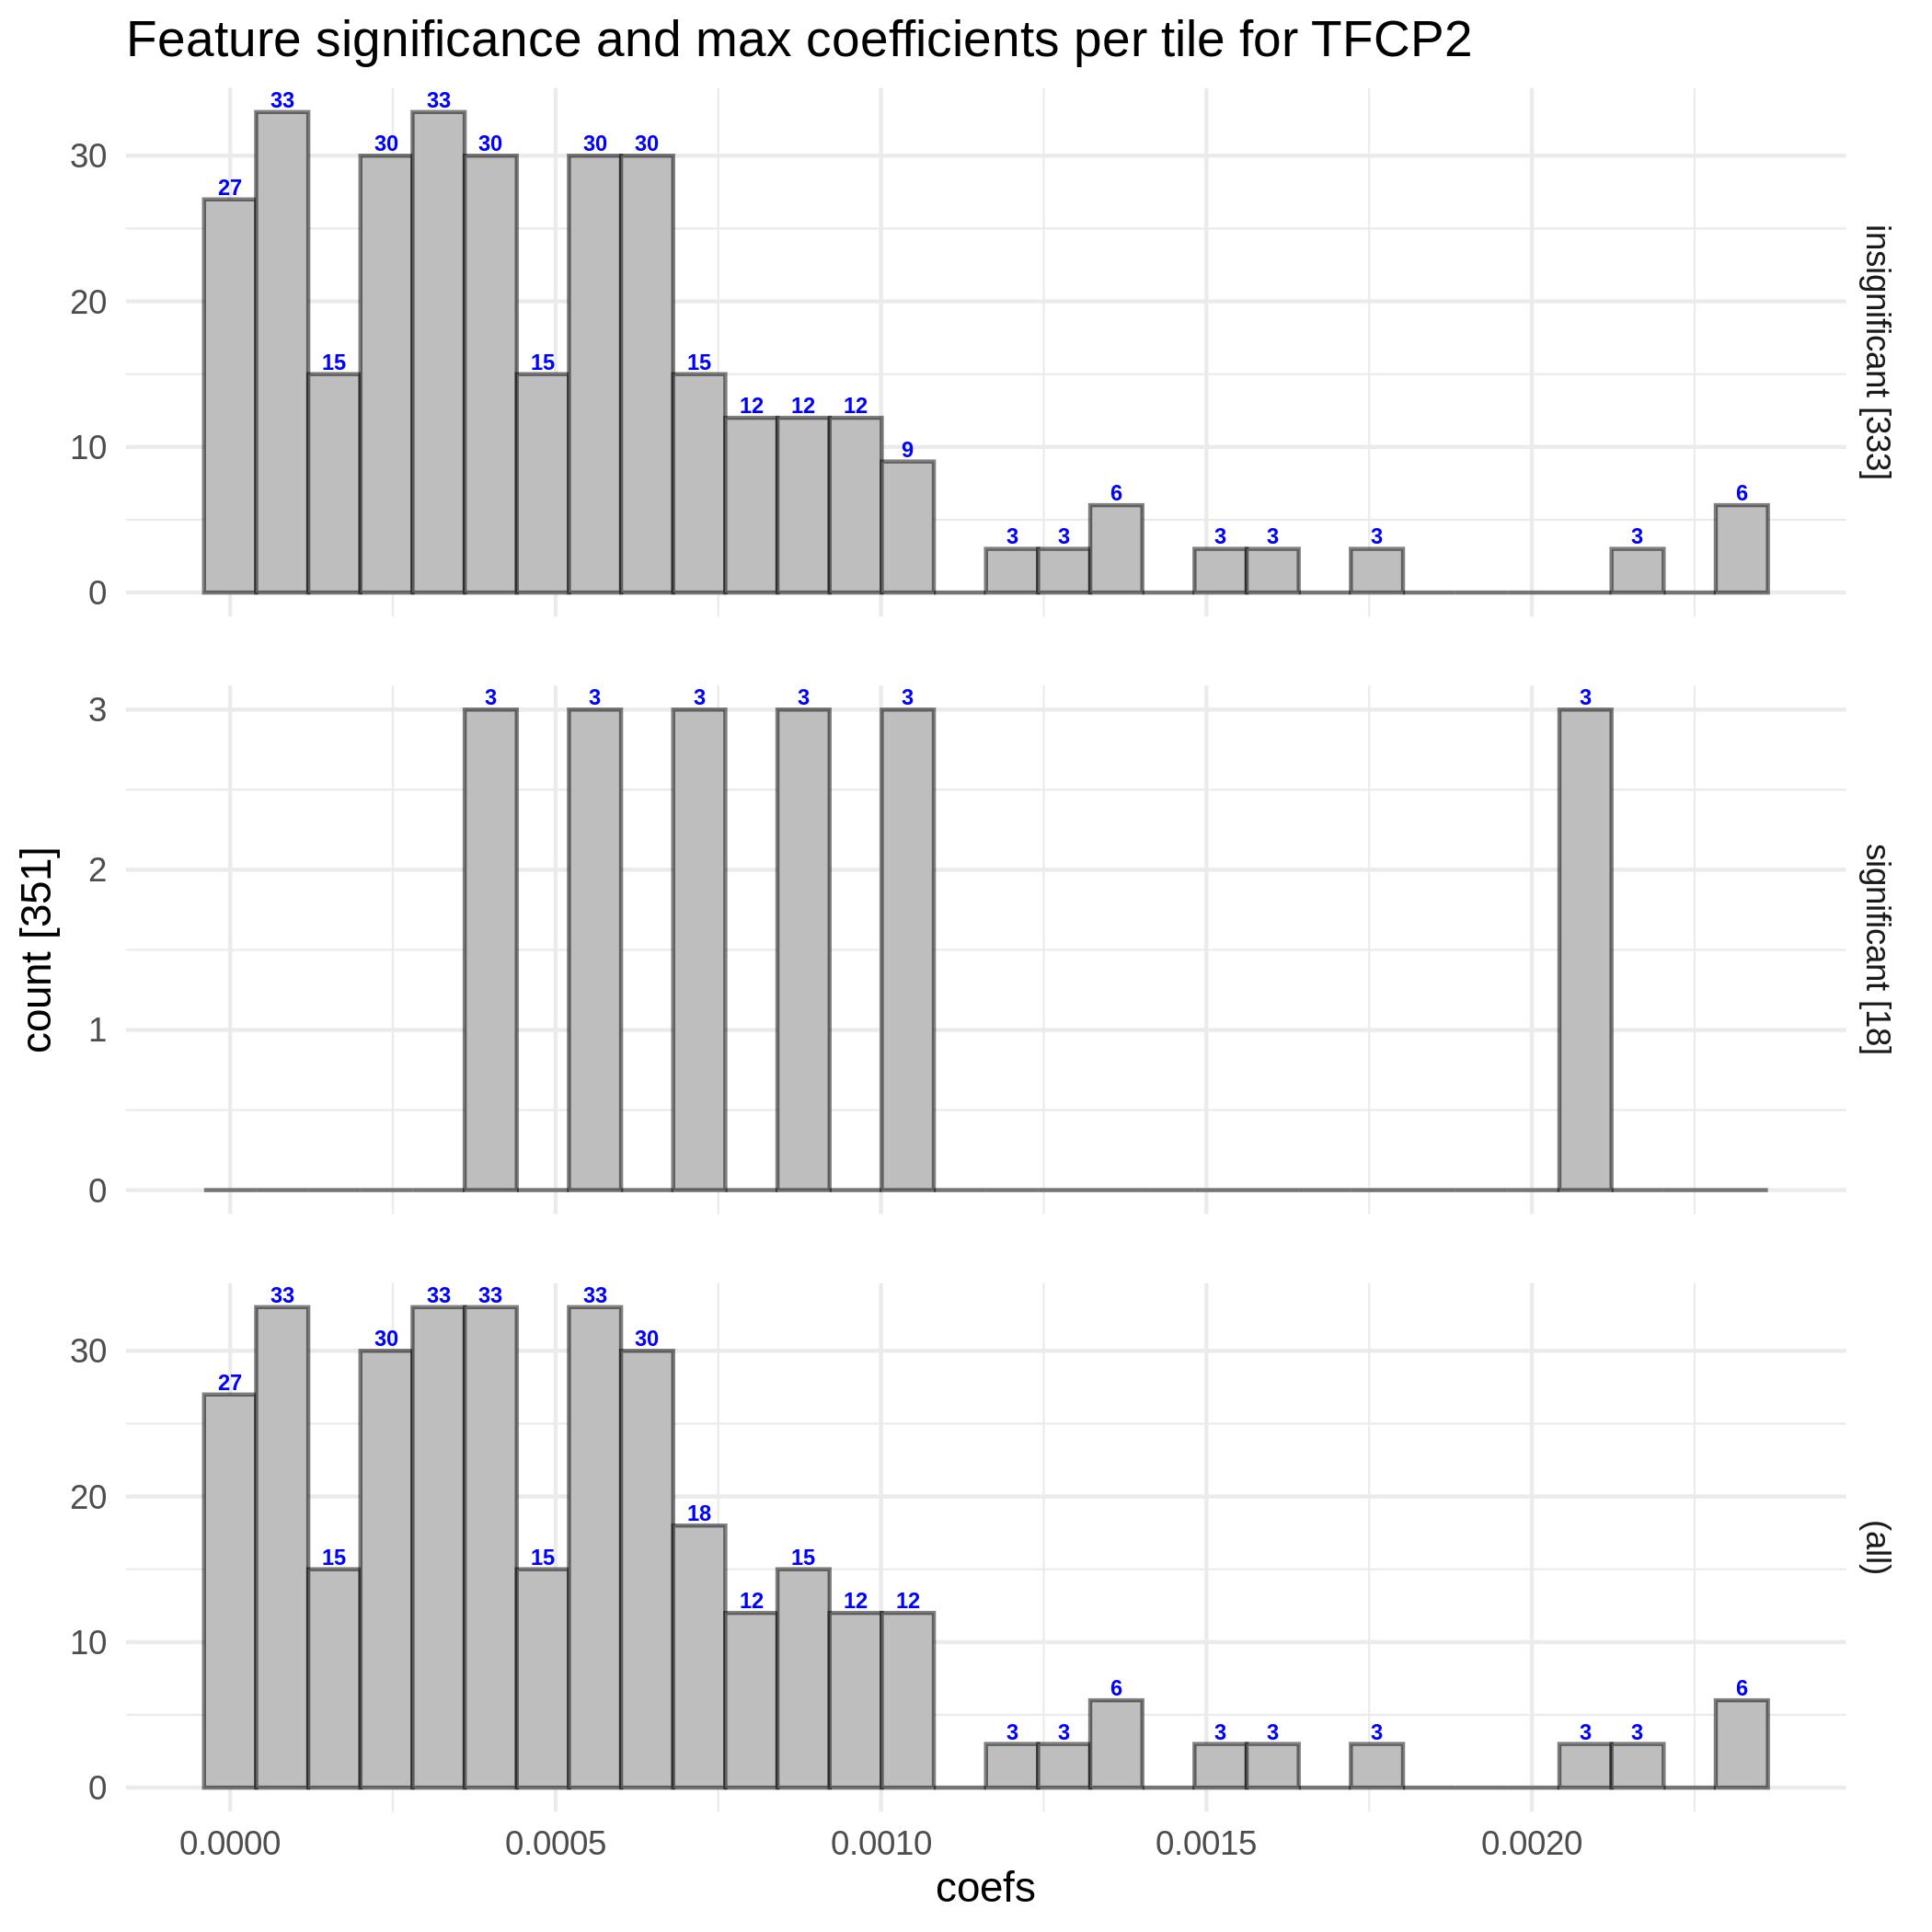 Feature significance and max coefficients per tile for TFCP2
33 33
30 30 30 30
27
15 15 15
12 12 12
9
6 6
3 3 3 3 3 3
30
20
10
0
insignificant [333]
3 3 3 3 3 3
3
2
1
0
count [351]
significant [18]
33 33 33 33
30 30
27
18
15 15 15
12 12 12
6 6
3 3 3 3 3 3 3
30
20
10
0
(all)
0.0000 0.0005 0.0010 0.0015 0.0020
coefs